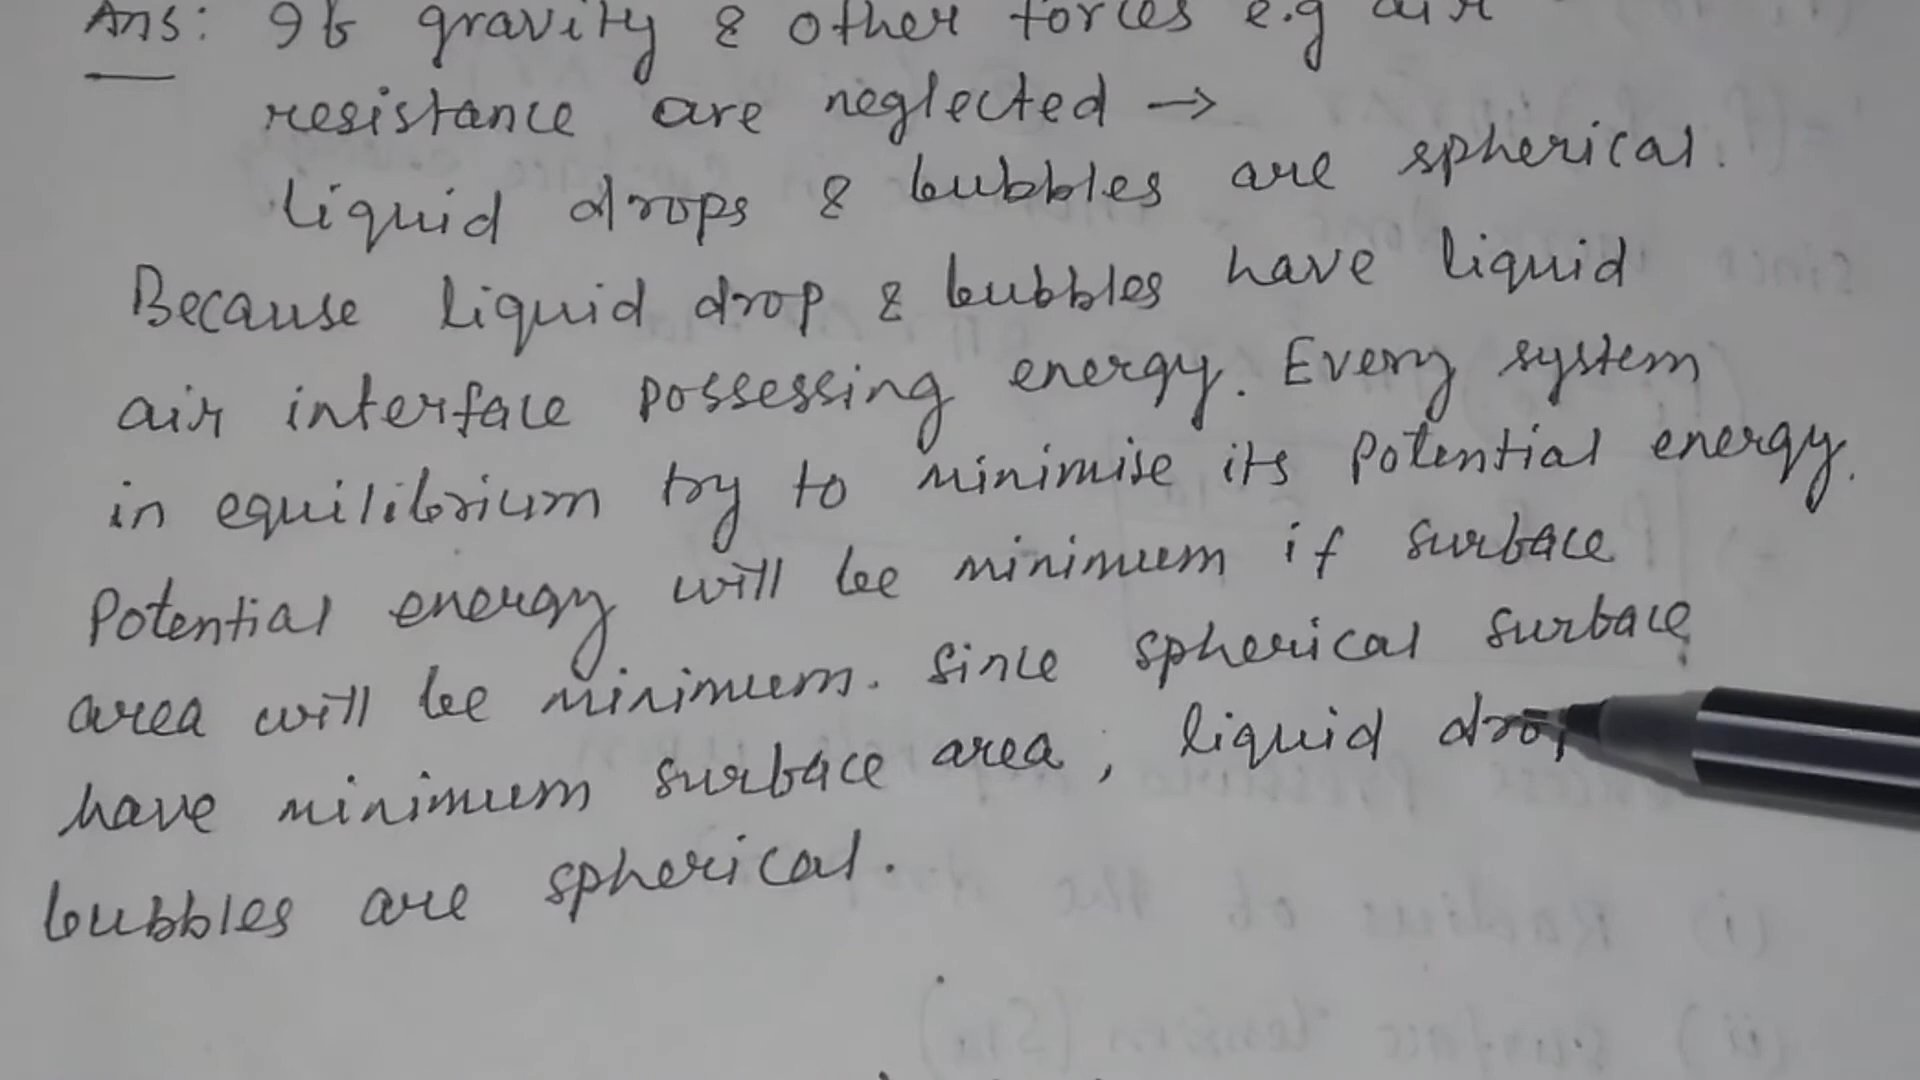 Ans: If gravity & other forces e.g air
resistance are neglected →
liquid drops & bubbles are spherical.
Because liquid drop & bubbles have liquid
air interface possessing energy. Every system
in equilibrium try to minimise its potential energy.
Potential energy will be minimum if surface
area will be minimum. Since spherical surface
have minimum surface area, liquid drop
bubbles are spherical.